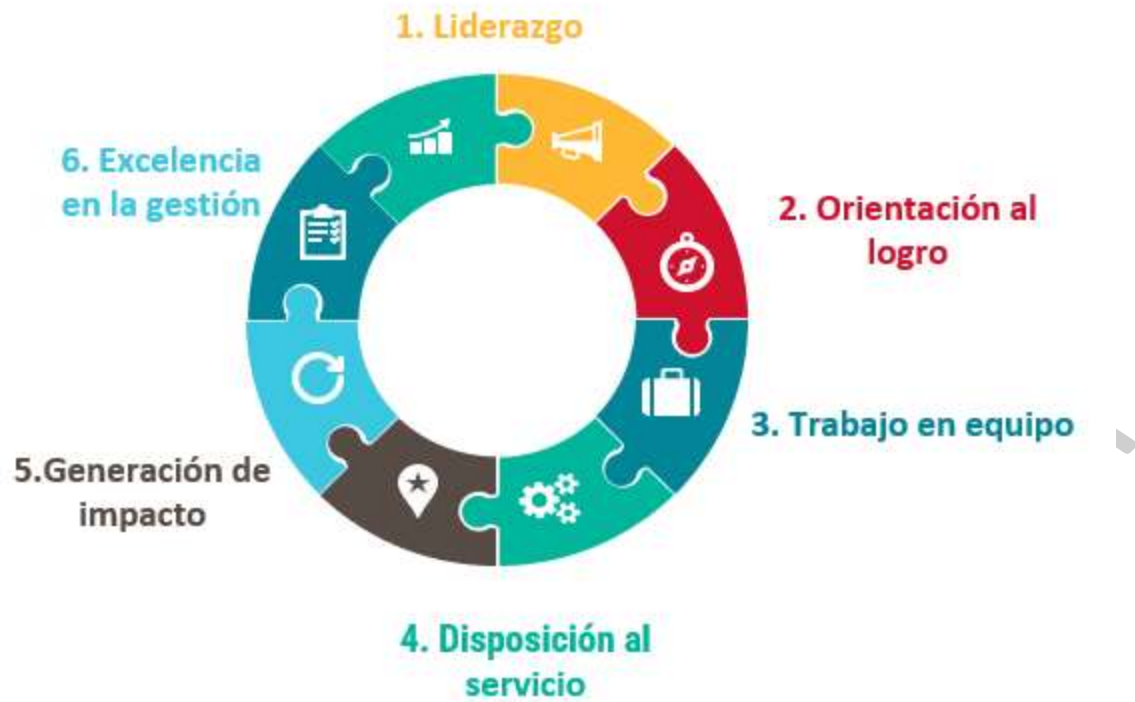 1. Liderazgo
2. Orientación al
logro
3. Trabajo en equipo
4. Disposición al
servicio
5.Generación de
impacto
6. Excelencia
en la gestión